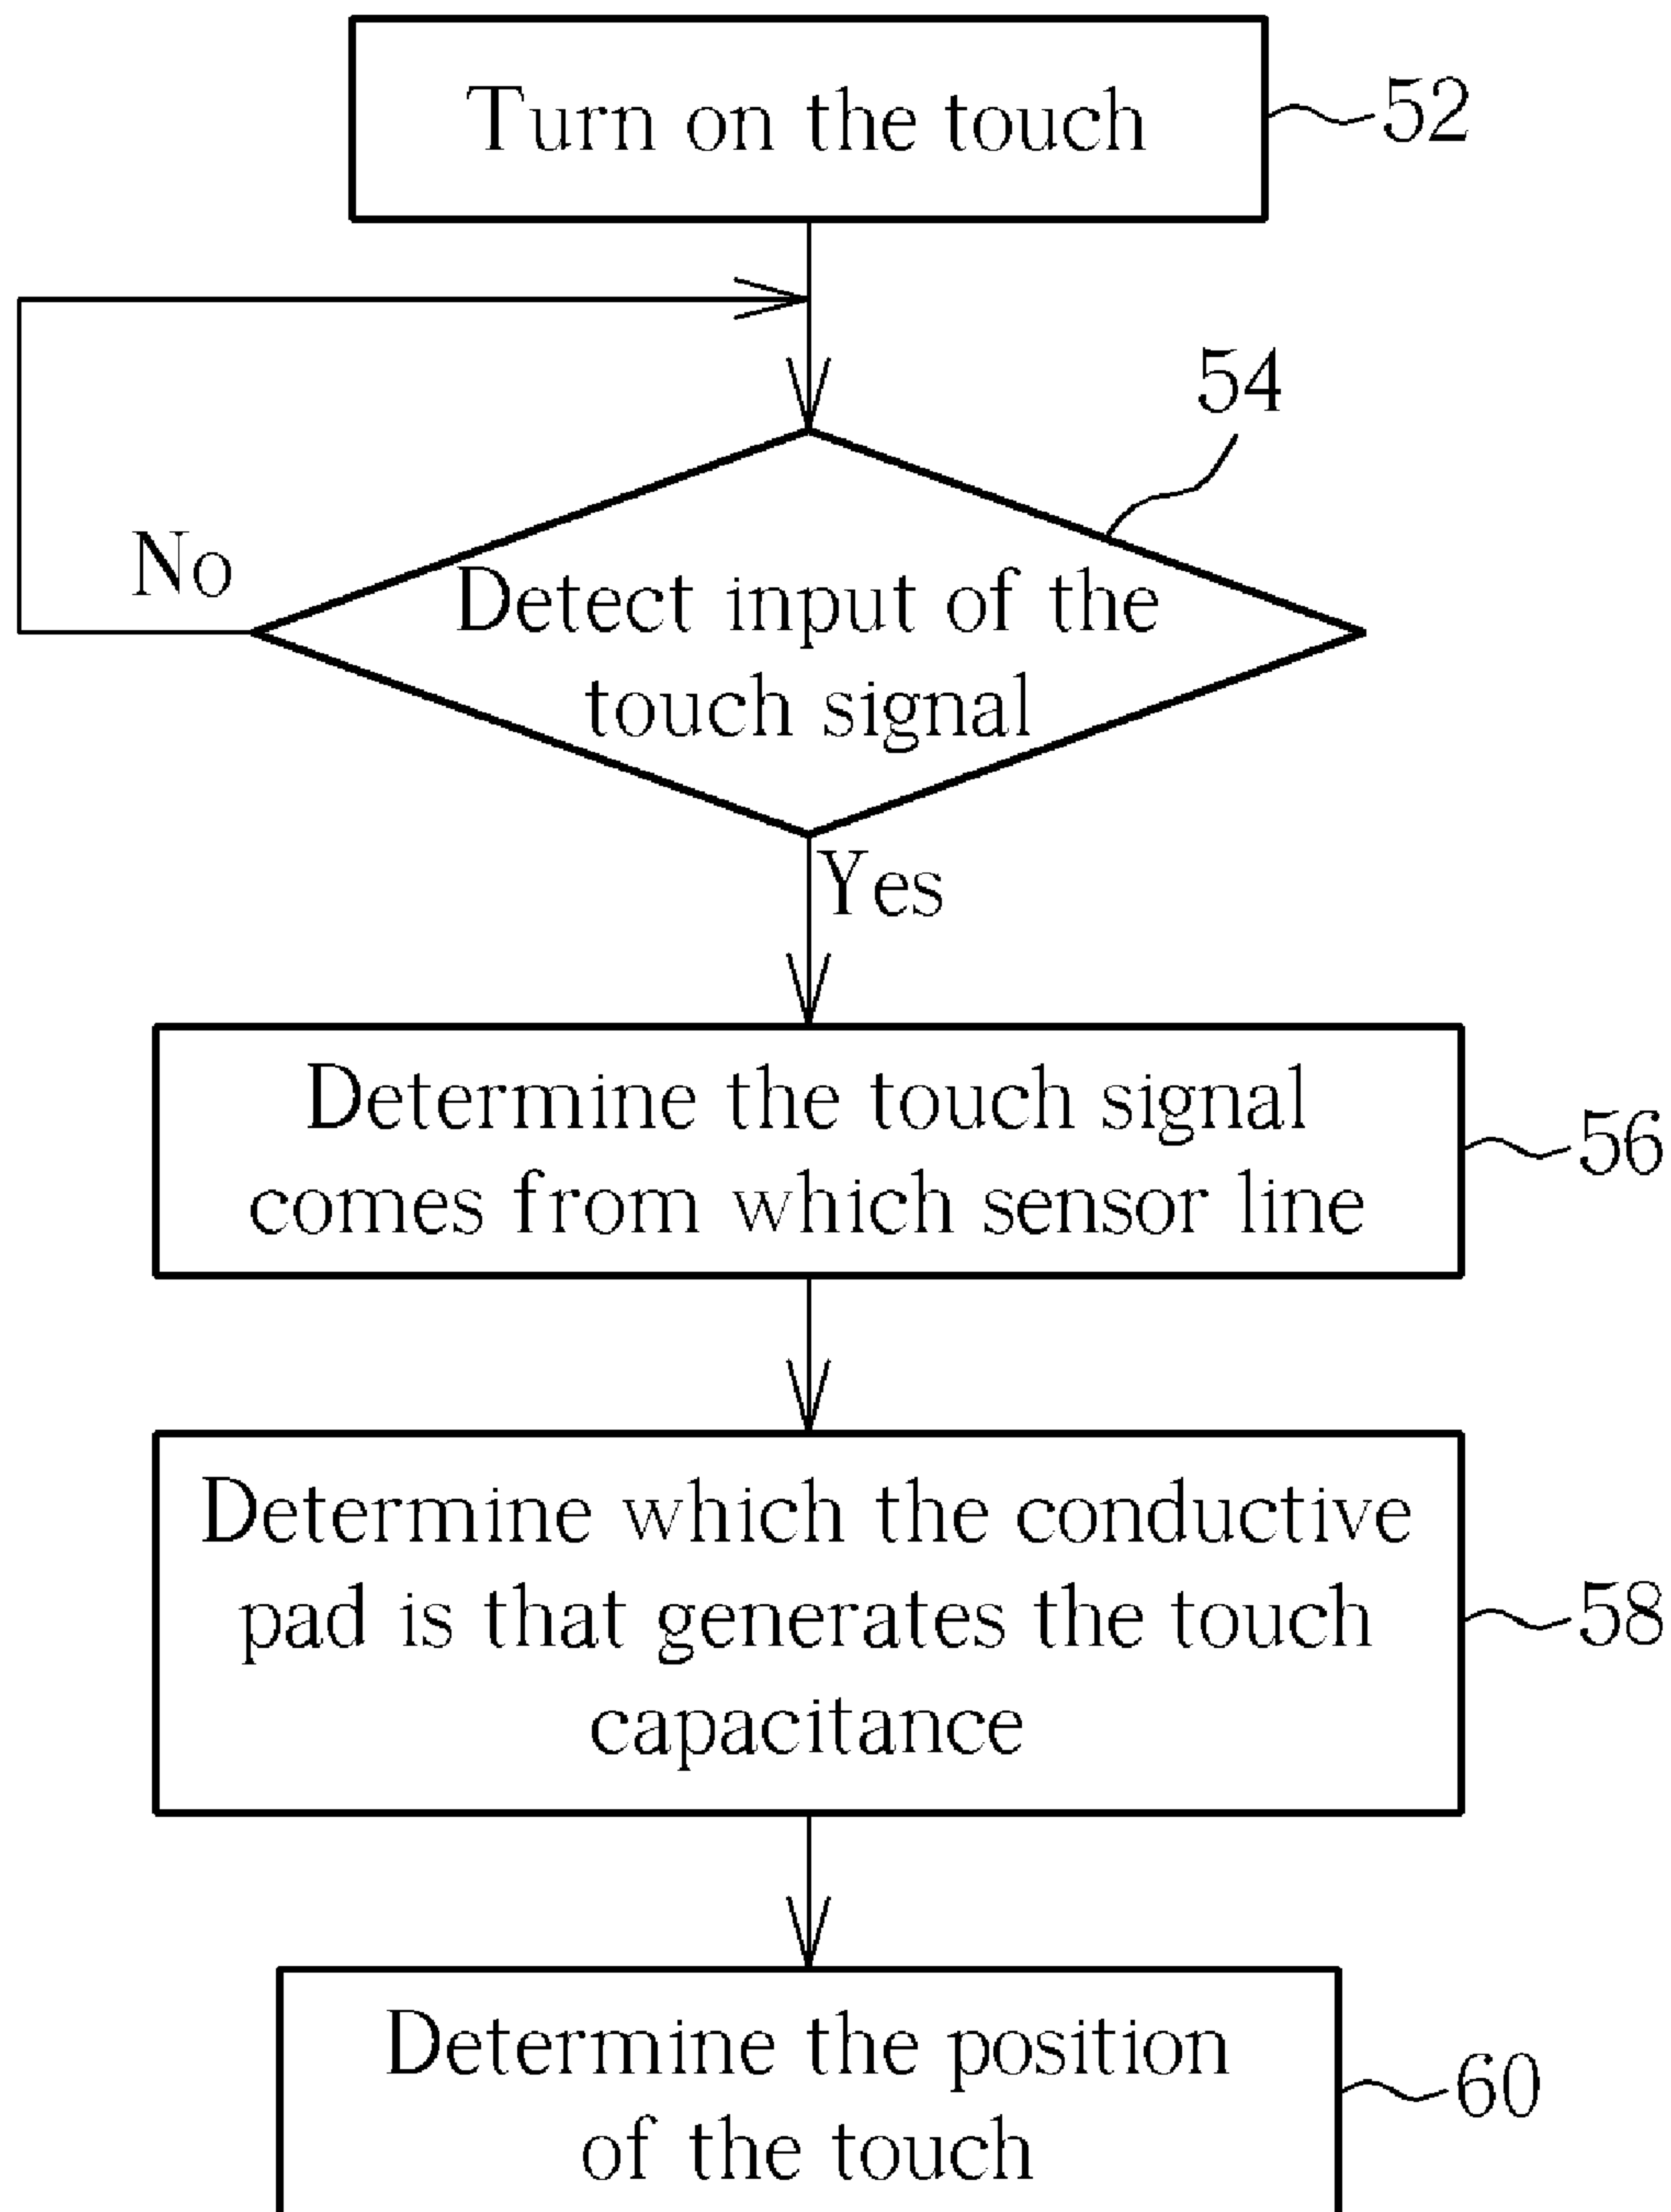 Turn on the touch
52
54
No
Detect input of the
touch signal
Yes
Determine the touch signal
comes from which sensor line
56
Determine which the conductive
pad is that generates the touch
capacitance
58
Determine the position
of the touch
60